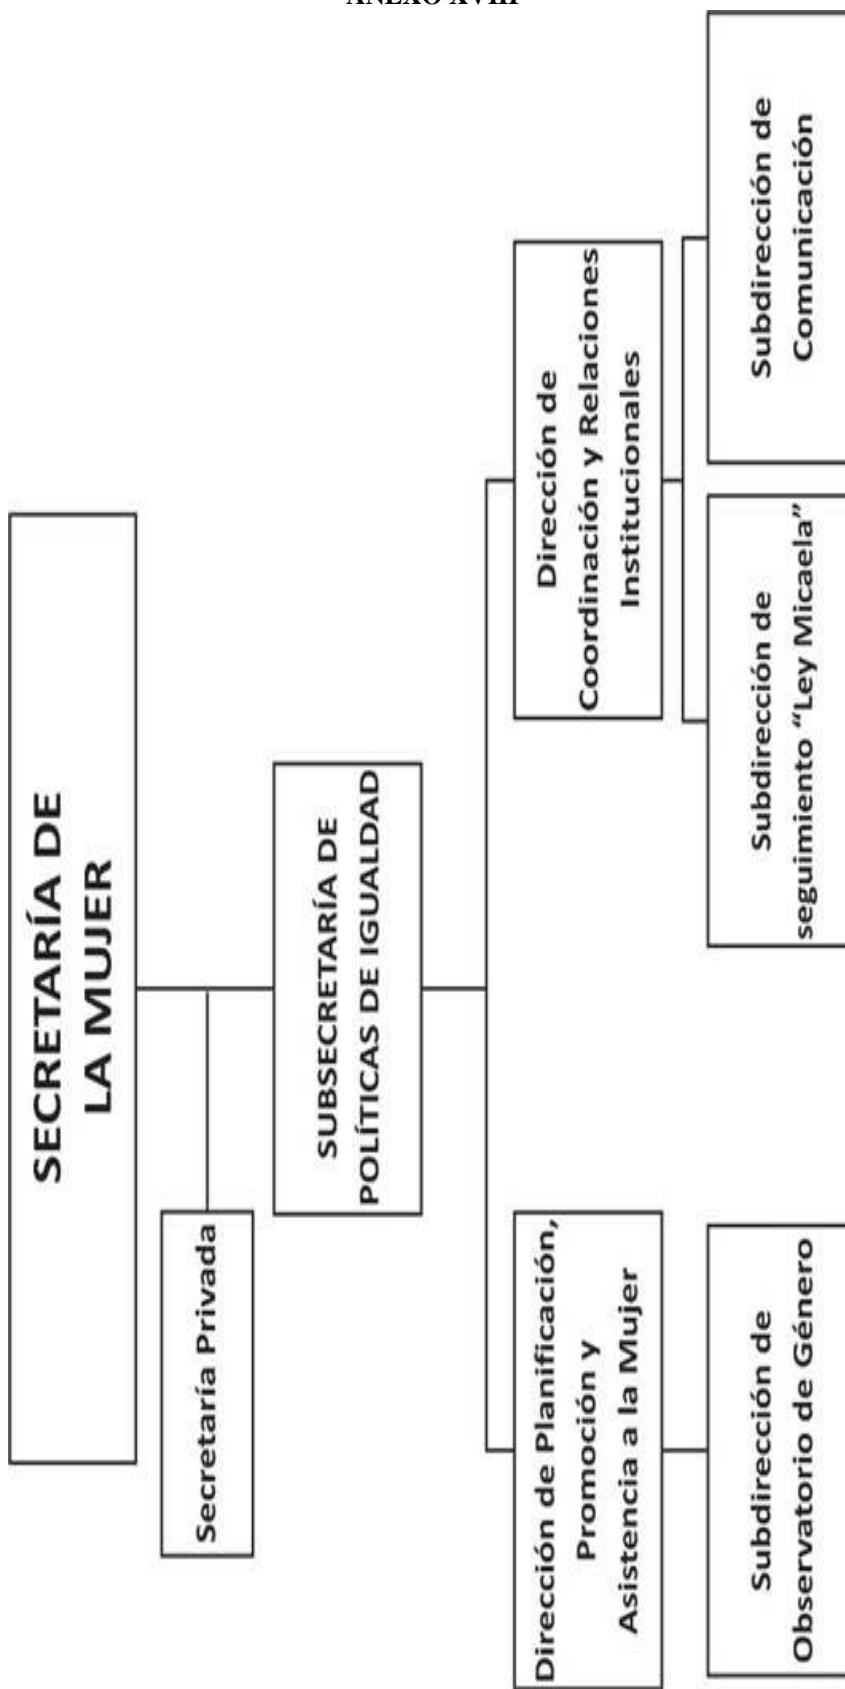 ANEXO XVIII
SECRETARÍA DE
LA MUJER
Secretaría Privada
SUBSECRETARÍA DE
POLÍTICAS DE IGUALDAD
Dirección de Planificación,
Promoción y
Asistencia a la Mujer
Dirección de
Coordinación y Relaciones
Institucionales
Subdirección de
Observatorio de Género
Subdirección de
seguimiento “Ley Micaela”
Subdirección de
Comunicación